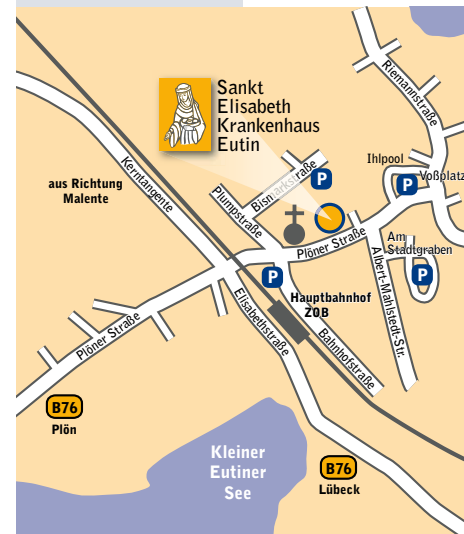 Sankt
Elisabeth
Krankenhaus
Eutin
Riemannstraße
Ihlpool
Voßplatz
P
P
Bismarkstraße
Plumpstraße
Kerntangente
aus Richtung
Malente
Plöner Straße
Am
Stadtgraben
P
Albert-Mahlstedt-Str.
P
Hauptbahnhof
ZOB
Bahnhofstraße
Elisabethstraße
Plöner Straße
B76
Plön
Kleiner
Eutiner
See
B76
Lübeck